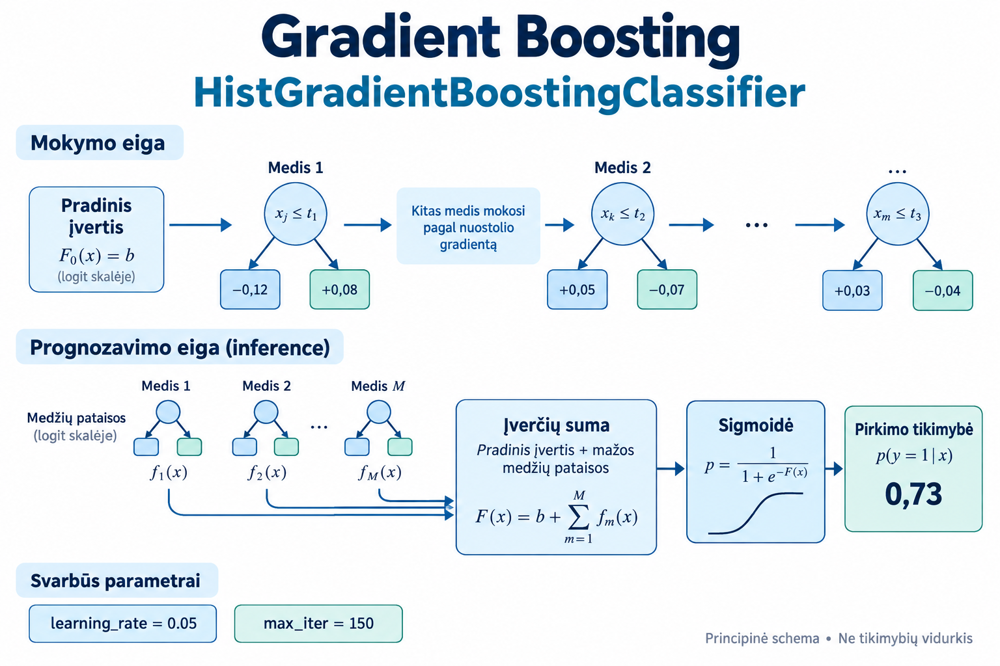 Gradient Boosting
HistGradientBoostingClassifier
Mokymo eiga
Pradinis
įvertis
F₀(x) = b
(logit skalėje)
Medis 1
xⱼ ≤ t₁
−0,12
+0,08
Kitas medis mokosi
pagal nuostolio
gradientą
Medis 2
xₖ ≤ t₂
+0,05
−0,07
...
...
xₘ ≤ t₃
+0,03
−0,04
Prognozavimo eiga (inference)
Medžių pataisos
(logit skalėje)
Medis 1
f₁(x)
Medis 2
f₂(x)
...
Medis M
f_M(x)
Įverčių suma
Pradinis įvertis + mažos
medžių pataisos
F(x) = b + ∑_{m=1}^{M} fₘ(x)
Sigmoidė
p = 1 / (1 + e^{−F(x)})
Pirkimo tikimybė
p(y = 1 | x)
0,73
Svarbūs parametrai
learning_rate = 0.05
max_iter = 150
Principinė schema • Ne tikimybių vidurkis